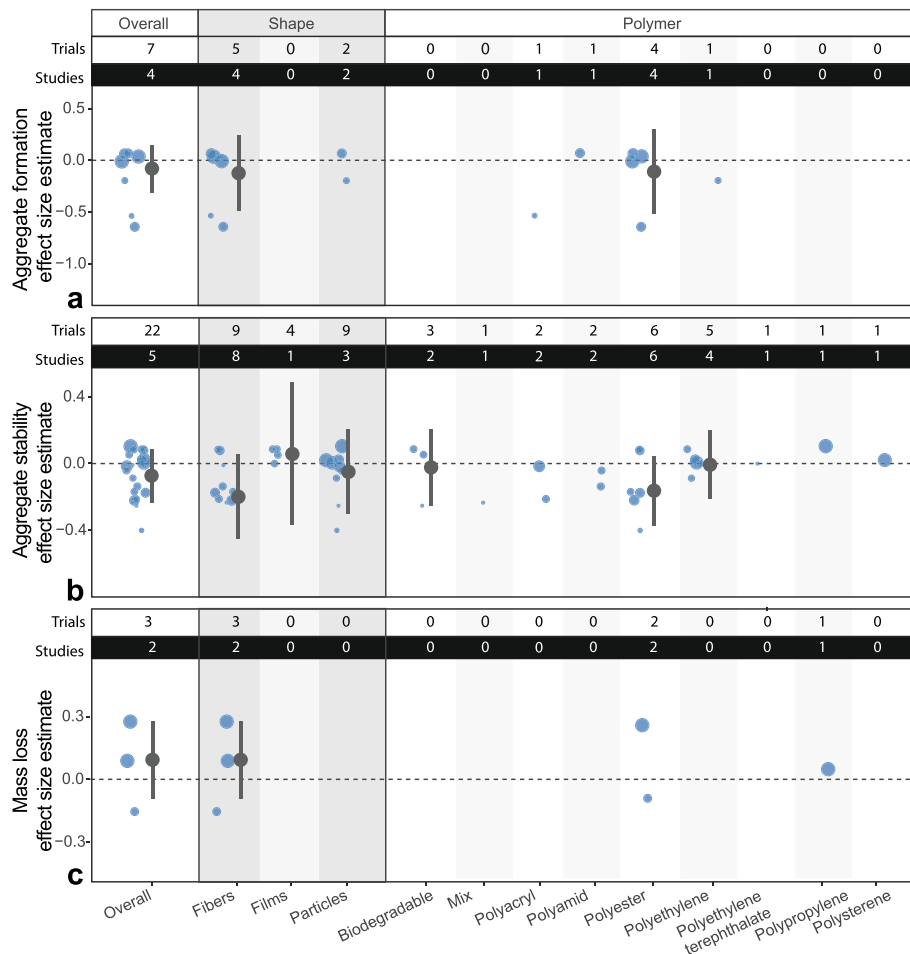 Overall Shape Polymer
Trials 7 5 0 2 0 0 1 1 4 1 0 0 0
Studies 4 4 0 2 0 0 1 1 4 1 0 0 0
Aggregate formation
effect size estimate
0.5
0.0
−0.5
−1.0
a
Trials 22 9 4 9 3 1 2 2 6 5 1 1 1
Studies 5 8 1 3 2 1 2 2 6 4 1 1 1
Aggregate stability
effect size estimate
0.4
0.0
−0.4
b
Trials 3 3 0 0 0 0 0 0 2 0 0 1 0
Studies 2 2 0 0 0 0 0 0 2 0 0 1 0
Mass loss
effect size estimate
0.3
0.0
−0.3
c
Overall
Fibers
Films
Particles
Biodegradable
Mix
Polyacryl
Polyamid
Polyester
Polyethylene
Polyethylene
terephthalate
Polypropylene
Polysterene